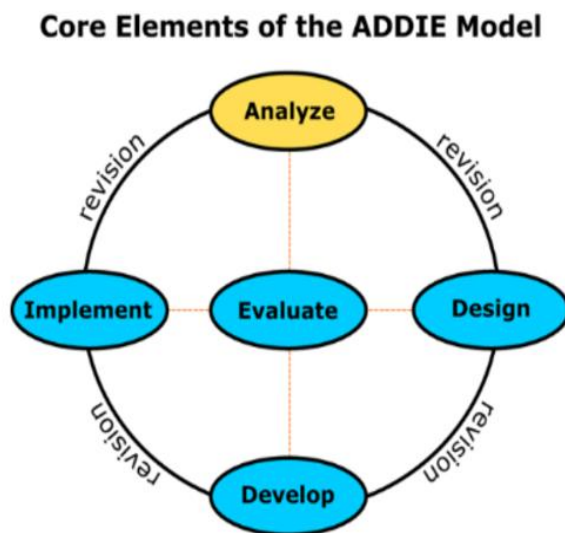 Core Elements of the ADDIE Model
Analyze
revision
revision
Implement
Evaluate
Design
revision
revision
Develop